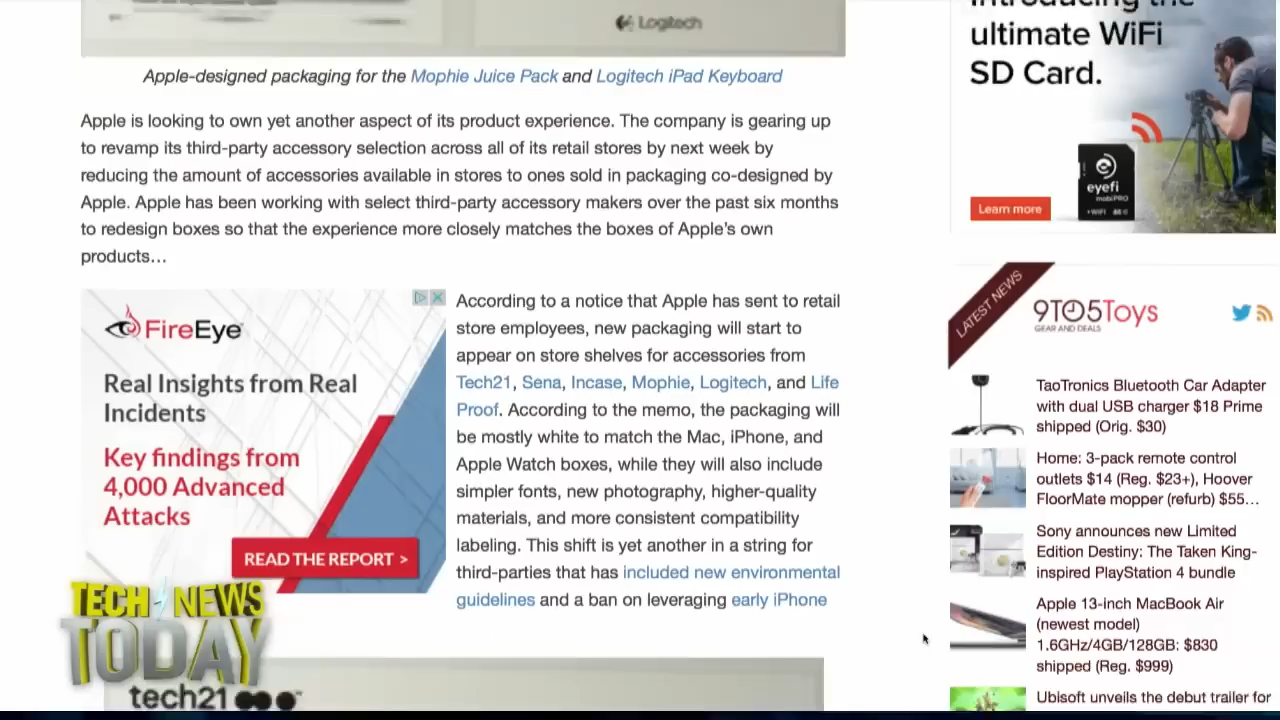 Logitech
Apple-designed packaging for the Mophie Juice Pack and Logitech iPad Keyboard
Apple is looking to own yet another aspect of its product experience. The company is gearing up
to revamp its third-party accessory selection across all of its retail stores by next week by
reducing the amount of accessories available in stores to ones sold in packaging co-designed by
Apple. Apple has been working with select third-party accessory makers over the past six months
to redesign boxes so that the experience more closely matches the boxes of Apple's own
products...
FireEye
Real Insights from Real
Incidents
Key findings from
4,000 Advanced
Attacks
READ THE REPORT >
According to a notice that Apple has sent to retail
store employees, new packaging will start to
appear on store shelves for accessories from
Tech21, Sena, Incase, Mophie, Logitech, and Life
Proof. According to the memo, the packaging will
be mostly white to match the Mac, iPhone, and
Apple Watch boxes, while they will also include
simpler fonts, new photography, higher-quality
materials, and more consistent compatibility
labeling. This shift is yet another in a string for
third-parties that has included new environmental
guidelines and a ban on leveraging early iPhone
TECH NEWS
TODAY
tech21
Introducing the
ultimate WiFi
SD Card.
eyefi
mobiPRO
Learn more
LATEST NEWS
9TO5Toys
GEAR AND DEALS
TaoTronics Bluetooth Car Adapter
with dual USB charger $18 Prime
shipped (Orig. $30)
Home: 3-pack remote control
outlets $14 (Reg. $23+), Hoover
FloorMate mopper (refurb) $55...
Sony announces new Limited
Edition Destiny: The Taken King-
inspired PlayStation 4 bundle
Apple 13-inch MacBook Air
(newest model)
1.6GHz/4GB/128GB: $830
shipped (Reg. $999)
Ubisoft unveils the debut trailer for